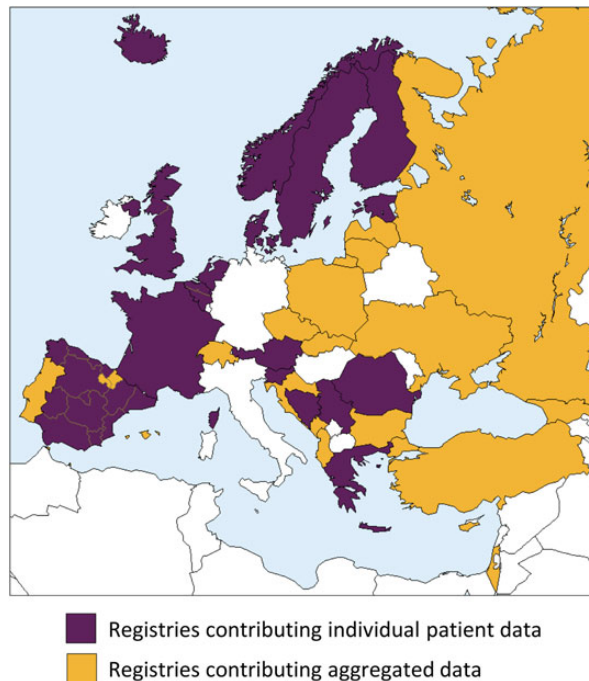 Registries contributing individual patient data
Registries contributing aggregated data